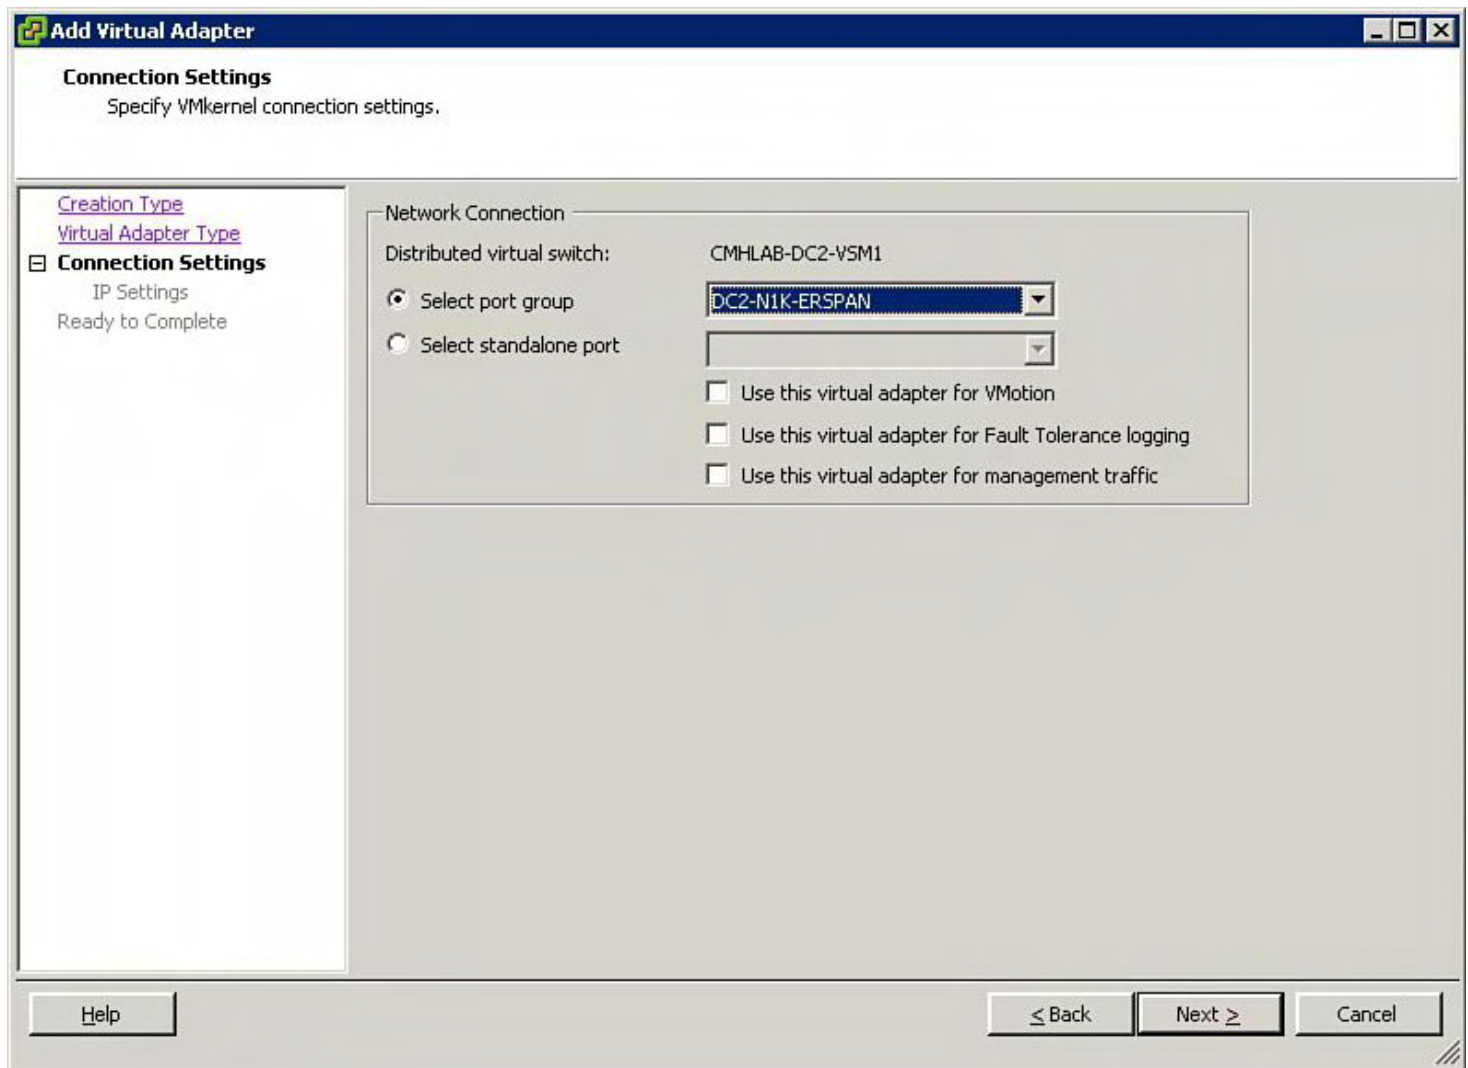 Add Virtual Adapter
Connection Settings
Specify VMkernel connection settings.
Creation Type
Virtual Adapter Type
Connection Settings
IP Settings
Ready to Complete
Network Connection
Distributed virtual switch: CMHLAB-DC2-VSM1
Select port group DC2-N1K-ERSPAN
Select standalone port
Use this virtual adapter for VMotion
Use this virtual adapter for Fault Tolerance logging
Use this virtual adapter for management traffic
Help < Back Next > Cancel